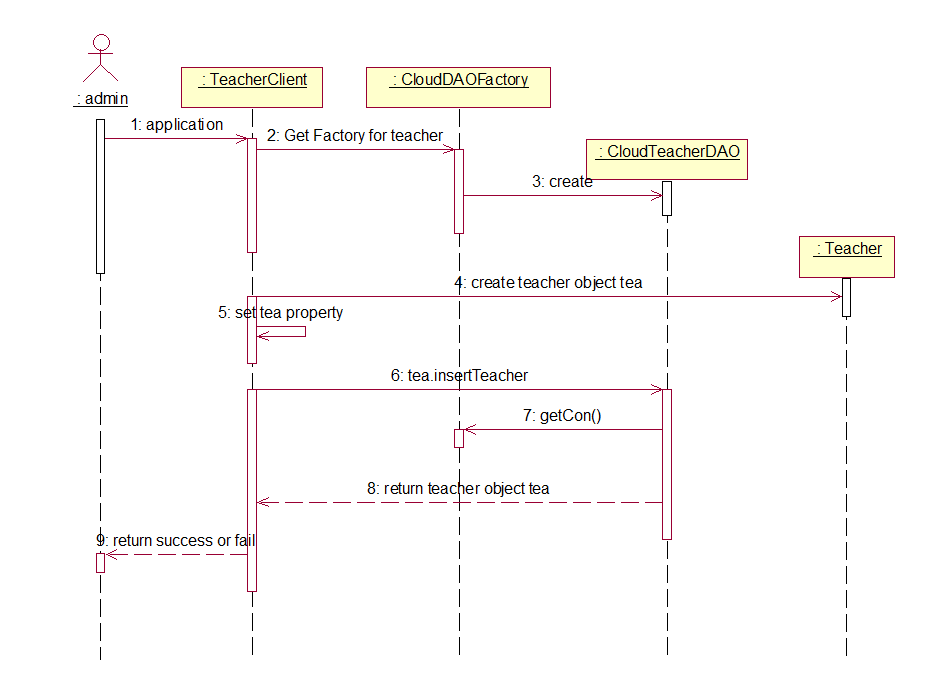 : admin
: TeacherClient
: CloudDAOFactory
1: application
2: Get Factory for teacher
: CloudTeacherDAO
3: create
: Teacher
4: create teacher object tea
5: set tea property
6: tea.insertTeacher
7: getCon()
8: return teacher object tea
9: return success or fail